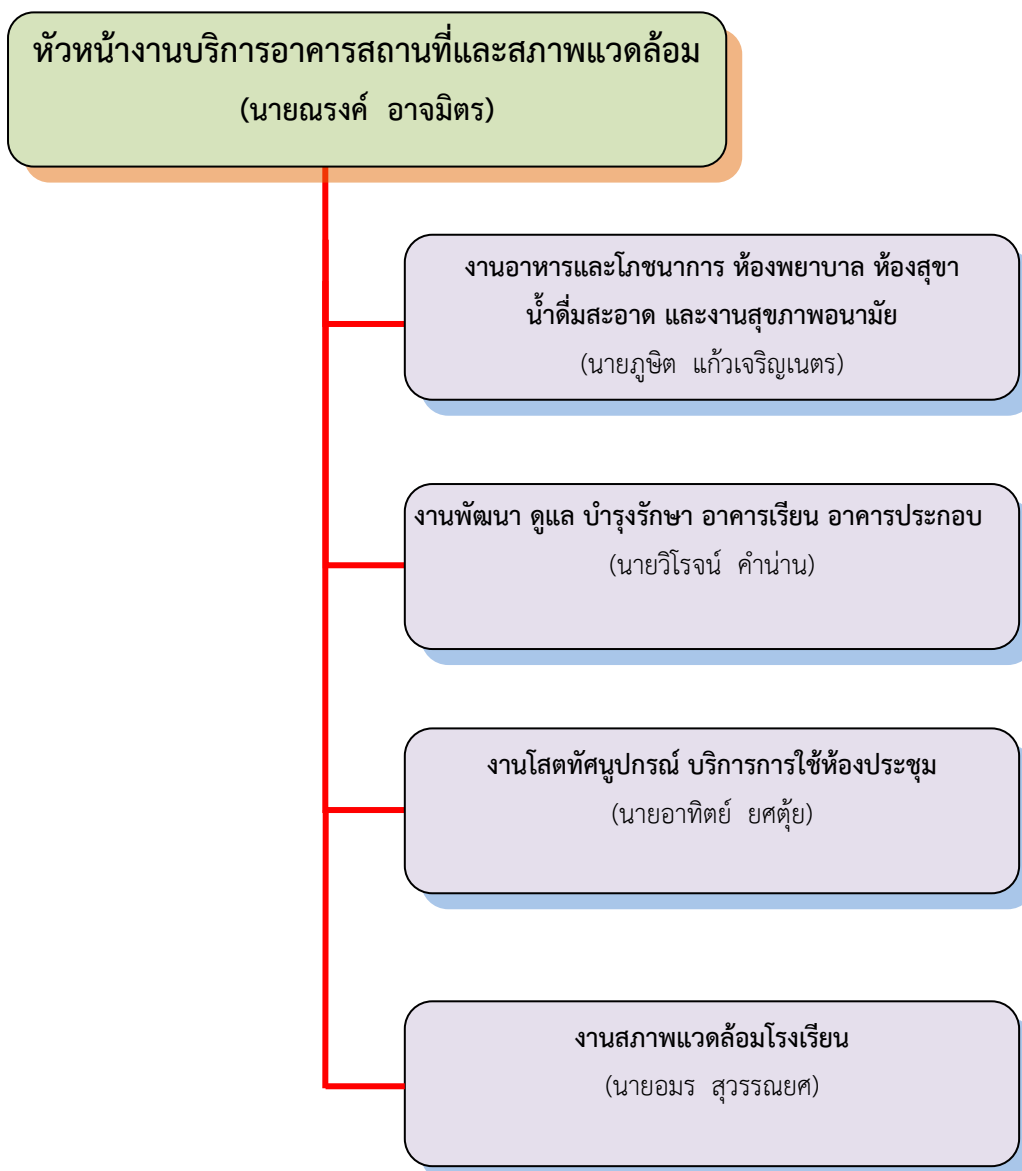 หัวหน้างานบริการอาคารสถานที่และสภาพแวดล้อม
(นายณรงค์ อาจมิตร)
งานอาหารและโภชนาการ ห้องพยาบาล ห้องสุขา
น้ำดื่มสะอาด และงานสุขภาพอนามัย
(นายภูษิต แก้วเจริญเนตร)
งานพัฒนา ดูแล บำรุงรักษา อาคารเรียน อาคารประกอบ
(นายวิโรจน์ คำน่าน)
งานโสตทัศนูปกรณ์ บริการการใช้ห้องประชุม
(นายอาทิตย์ ยศตุ้ย)
งานสภาพแวดล้อมโรงเรียน
(นายอมร สุวรรณยศ)